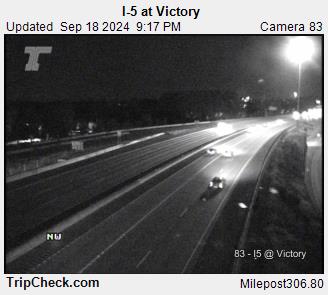 I-5 at Victory
Updated Sep 18 2024 9:17 PM Camera 83
NW
83 - I5 @ Victory
TripCheck.com Milepost306.80